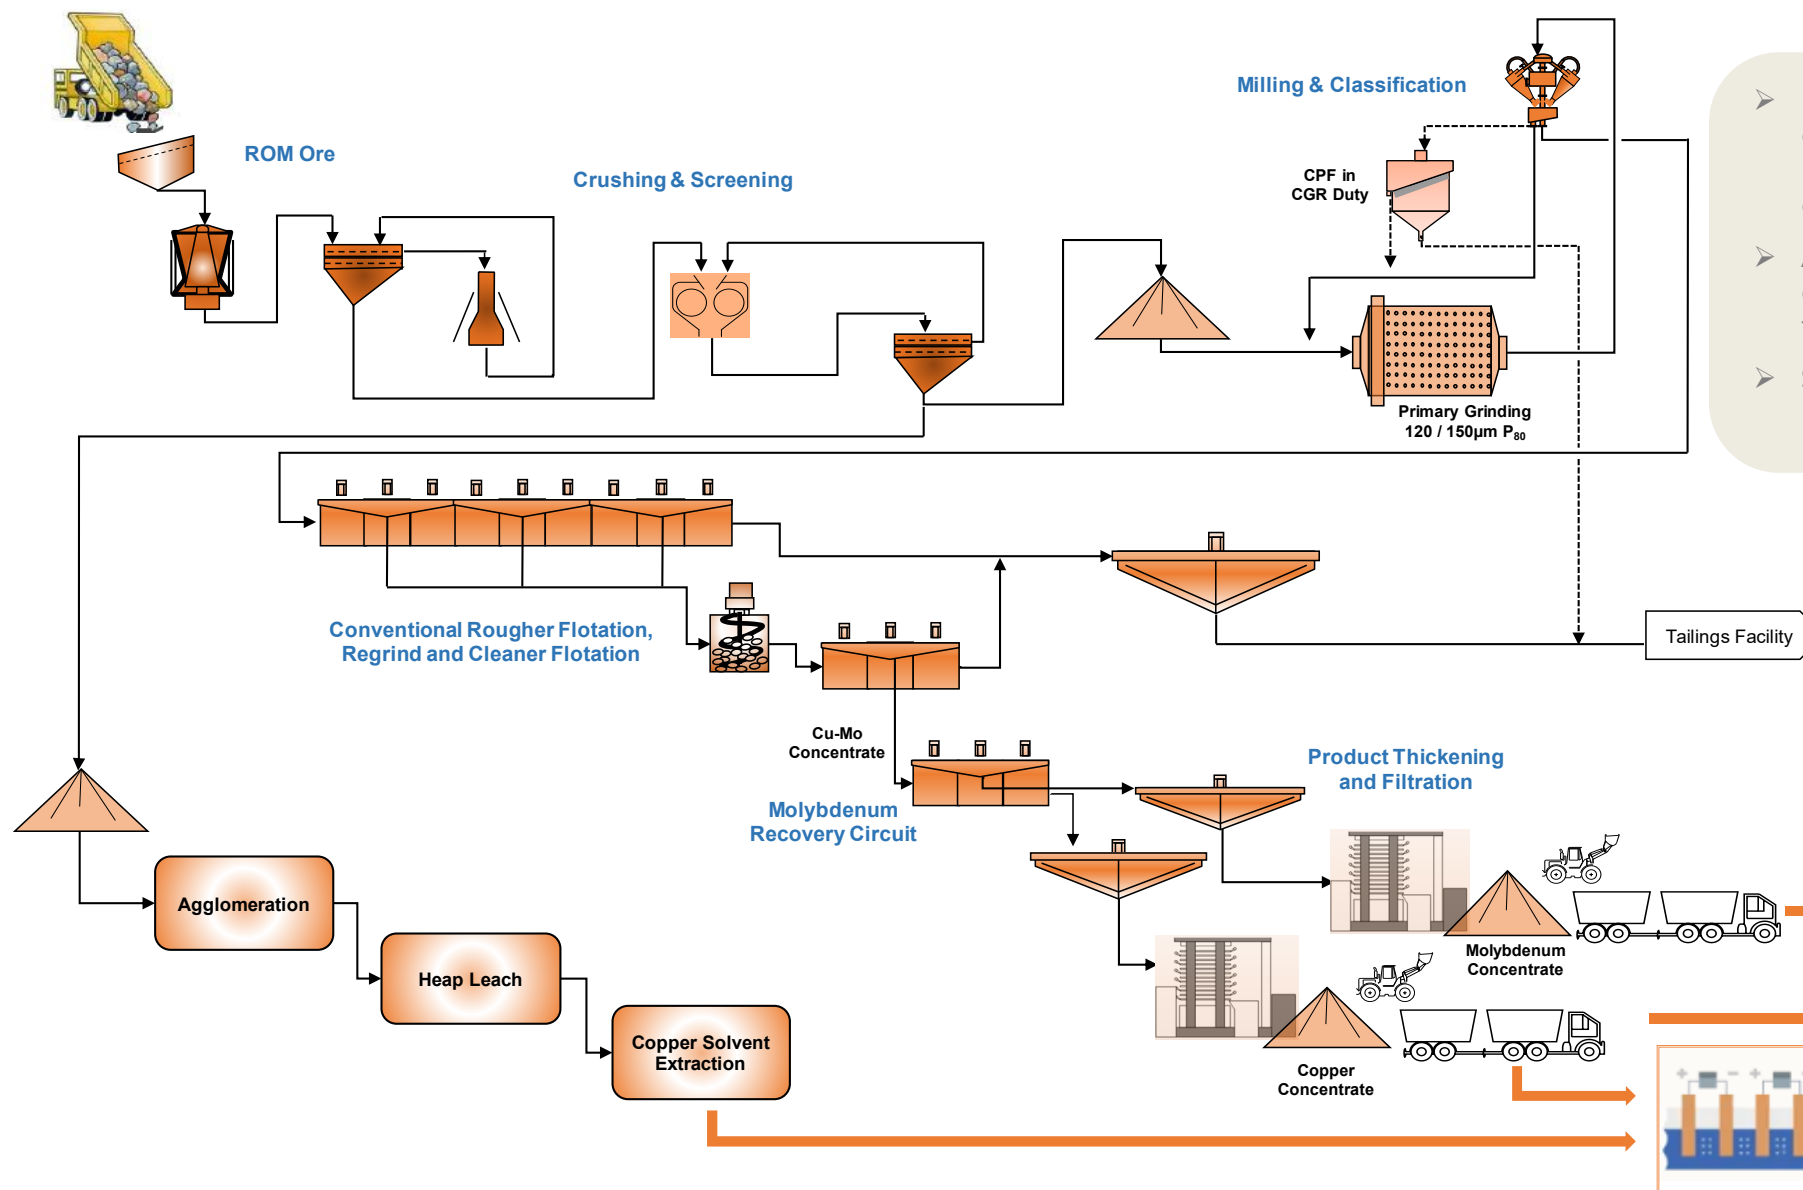 ROM Ore
Crushing & Screening
Milling & Classification
CPF in
CGR Duty
Primary Grinding
120 / 150µm P80
Conventional Rougher Flotation,
Regrind and Cleaner Flotation
Tailings Facility
Cu-Mo
Concentrate
Molybdenum
Recovery Circuit
Product Thickening
and Filtration
Agglomeration
Heap Leach
Copper Solvent
Extraction
Molybdenum
Concentrate
Copper
Concentrate
+ − +